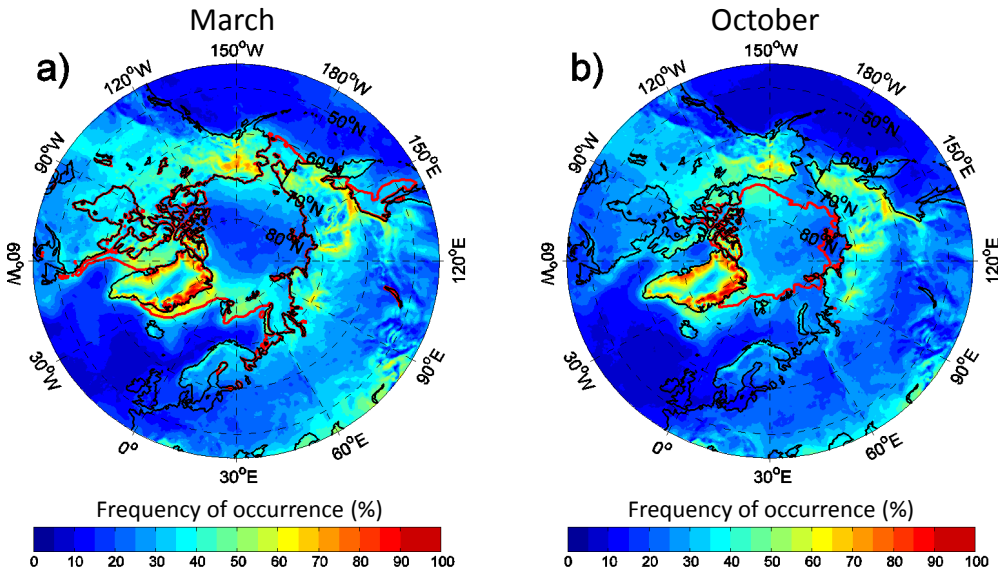 March
October
a)
150°W
120°W
180°W
90°W
50°N
150°E
60°N
70°N
80°N
60°W
120°E
30°W
90°E
0°
60°E
30°E
b)
150°W
120°W
180°W
90°W
50°N
150°E
60°N
70°N
80°N
60°W
120°E
30°W
90°E
0°
60°E
30°E
Frequency of occurrence (%)
0 10 20 30 40 50 60 70 80 90 100
Frequency of occurrence (%)
0 10 20 30 40 50 60 70 80 90 100